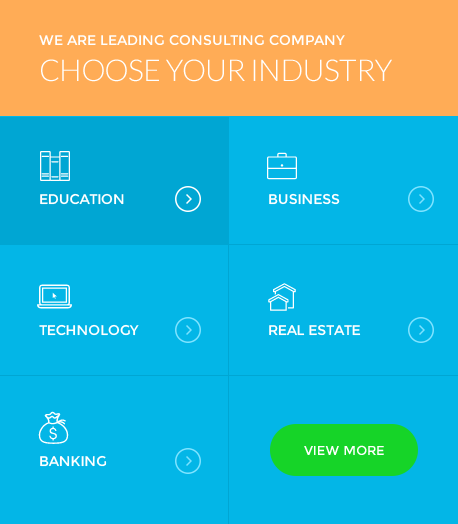 WE ARE LEADING CONSULTING COMPANY
CHOOSE YOUR INDUSTRY
EDUCATION
BUSINESS
TECHNOLOGY
REAL ESTATE
$
BANKING
VIEW MORE